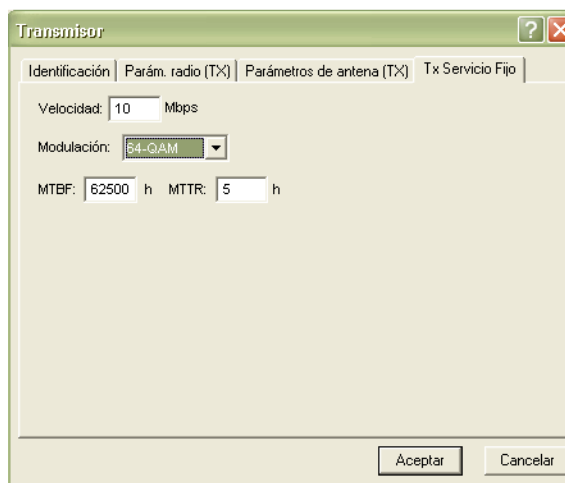 Transmisor
Identificación Parám. radio (TX) Parámetros de antena (TX) Tx Servicio Fijo
Velocidad: 10 Mbps
Modulación: 64-QAM
MTBF: 62500 h MTTR: 5 h
Aceptar Cancelar